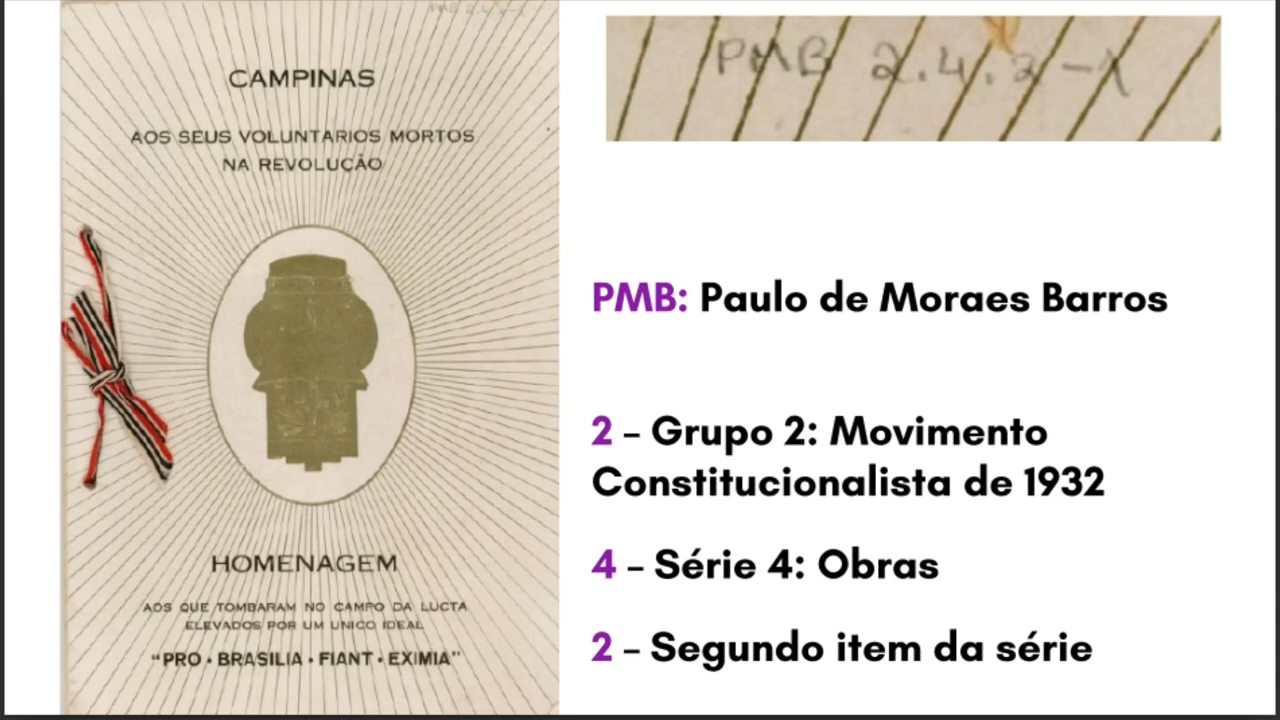 CAMPINAS
AOS SEUS VOLUNTARIOS MORTOS
NA REVOLUÇÃO
HOMENAGEM
AOS QUE TOMBARAM NO CAMPO DA LUCTA
ELEVADOS POR UM UNICO IDEAL
"PRO • BRASILIA • FIANT • EXIMIA"
PMB 2.4.2-
PMB: Paulo de Moraes Barros
2 – Grupo 2: Movimento
Constitucionalista de 1932
4 – Série 4: Obras
2 – Segundo item da série